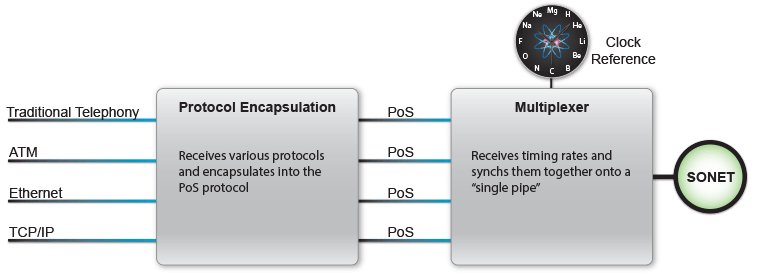 Ne Mg H
Na He
F Li
O Be
N C B
Clock
Reference
Protocol Encapsulation
Multiplexer
Traditional Telephony
PoS
ATM
PoS
Receives various protocols
and encapsulates into the
PoS protocol
Receives timing rates and
synchs them together onto a
“single pipe”
SONET
Ethernet
PoS
TCP/IP
PoS